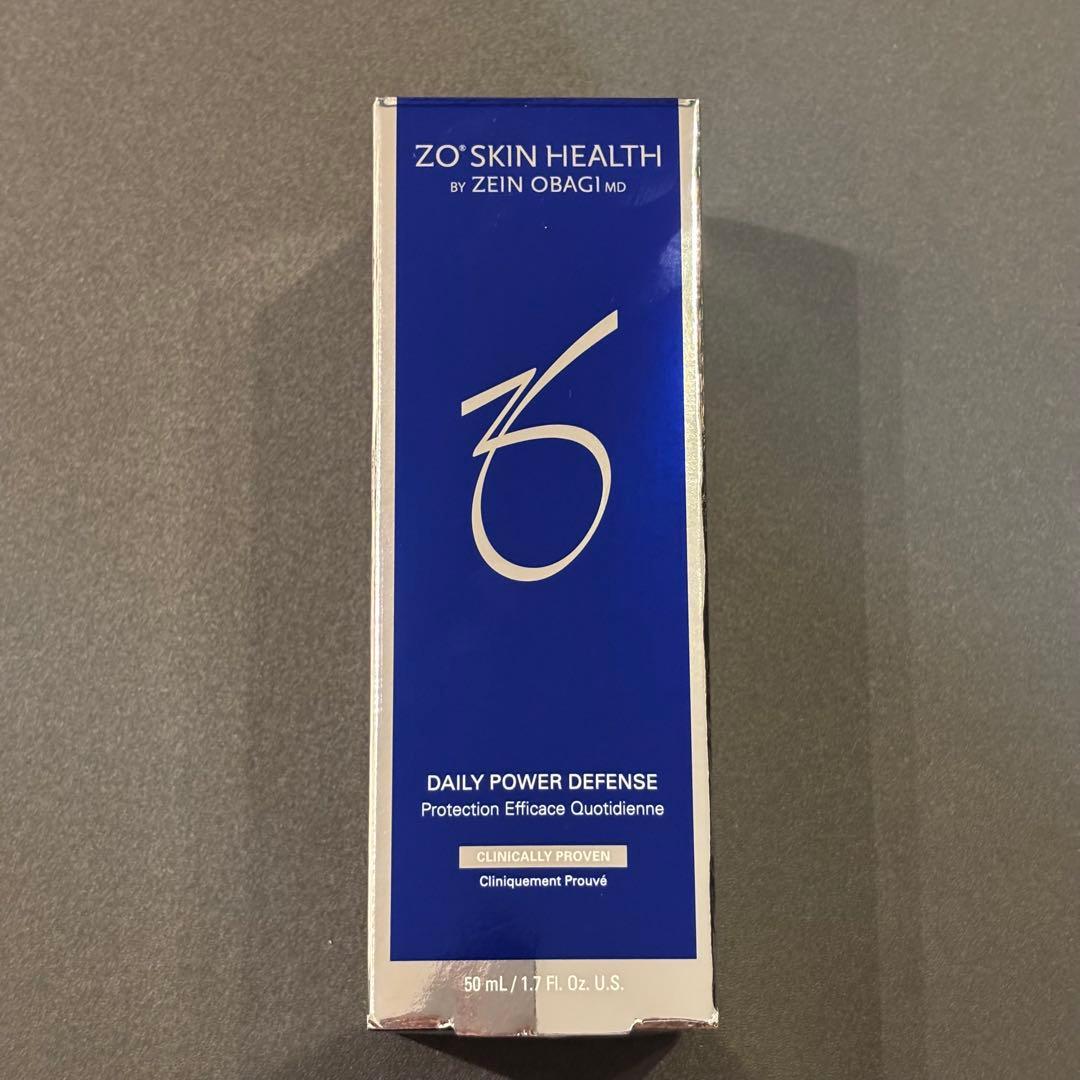 ZO® SKIN HEALTH
BY ZEIN OBAGI MD
DAILY POWER DEFENSE
Protection Efficace Quotidienne
CLINICALLY PROVEN
Cliniquement Prouvé
50 mL / 1.7 Fl. Oz. U.S.